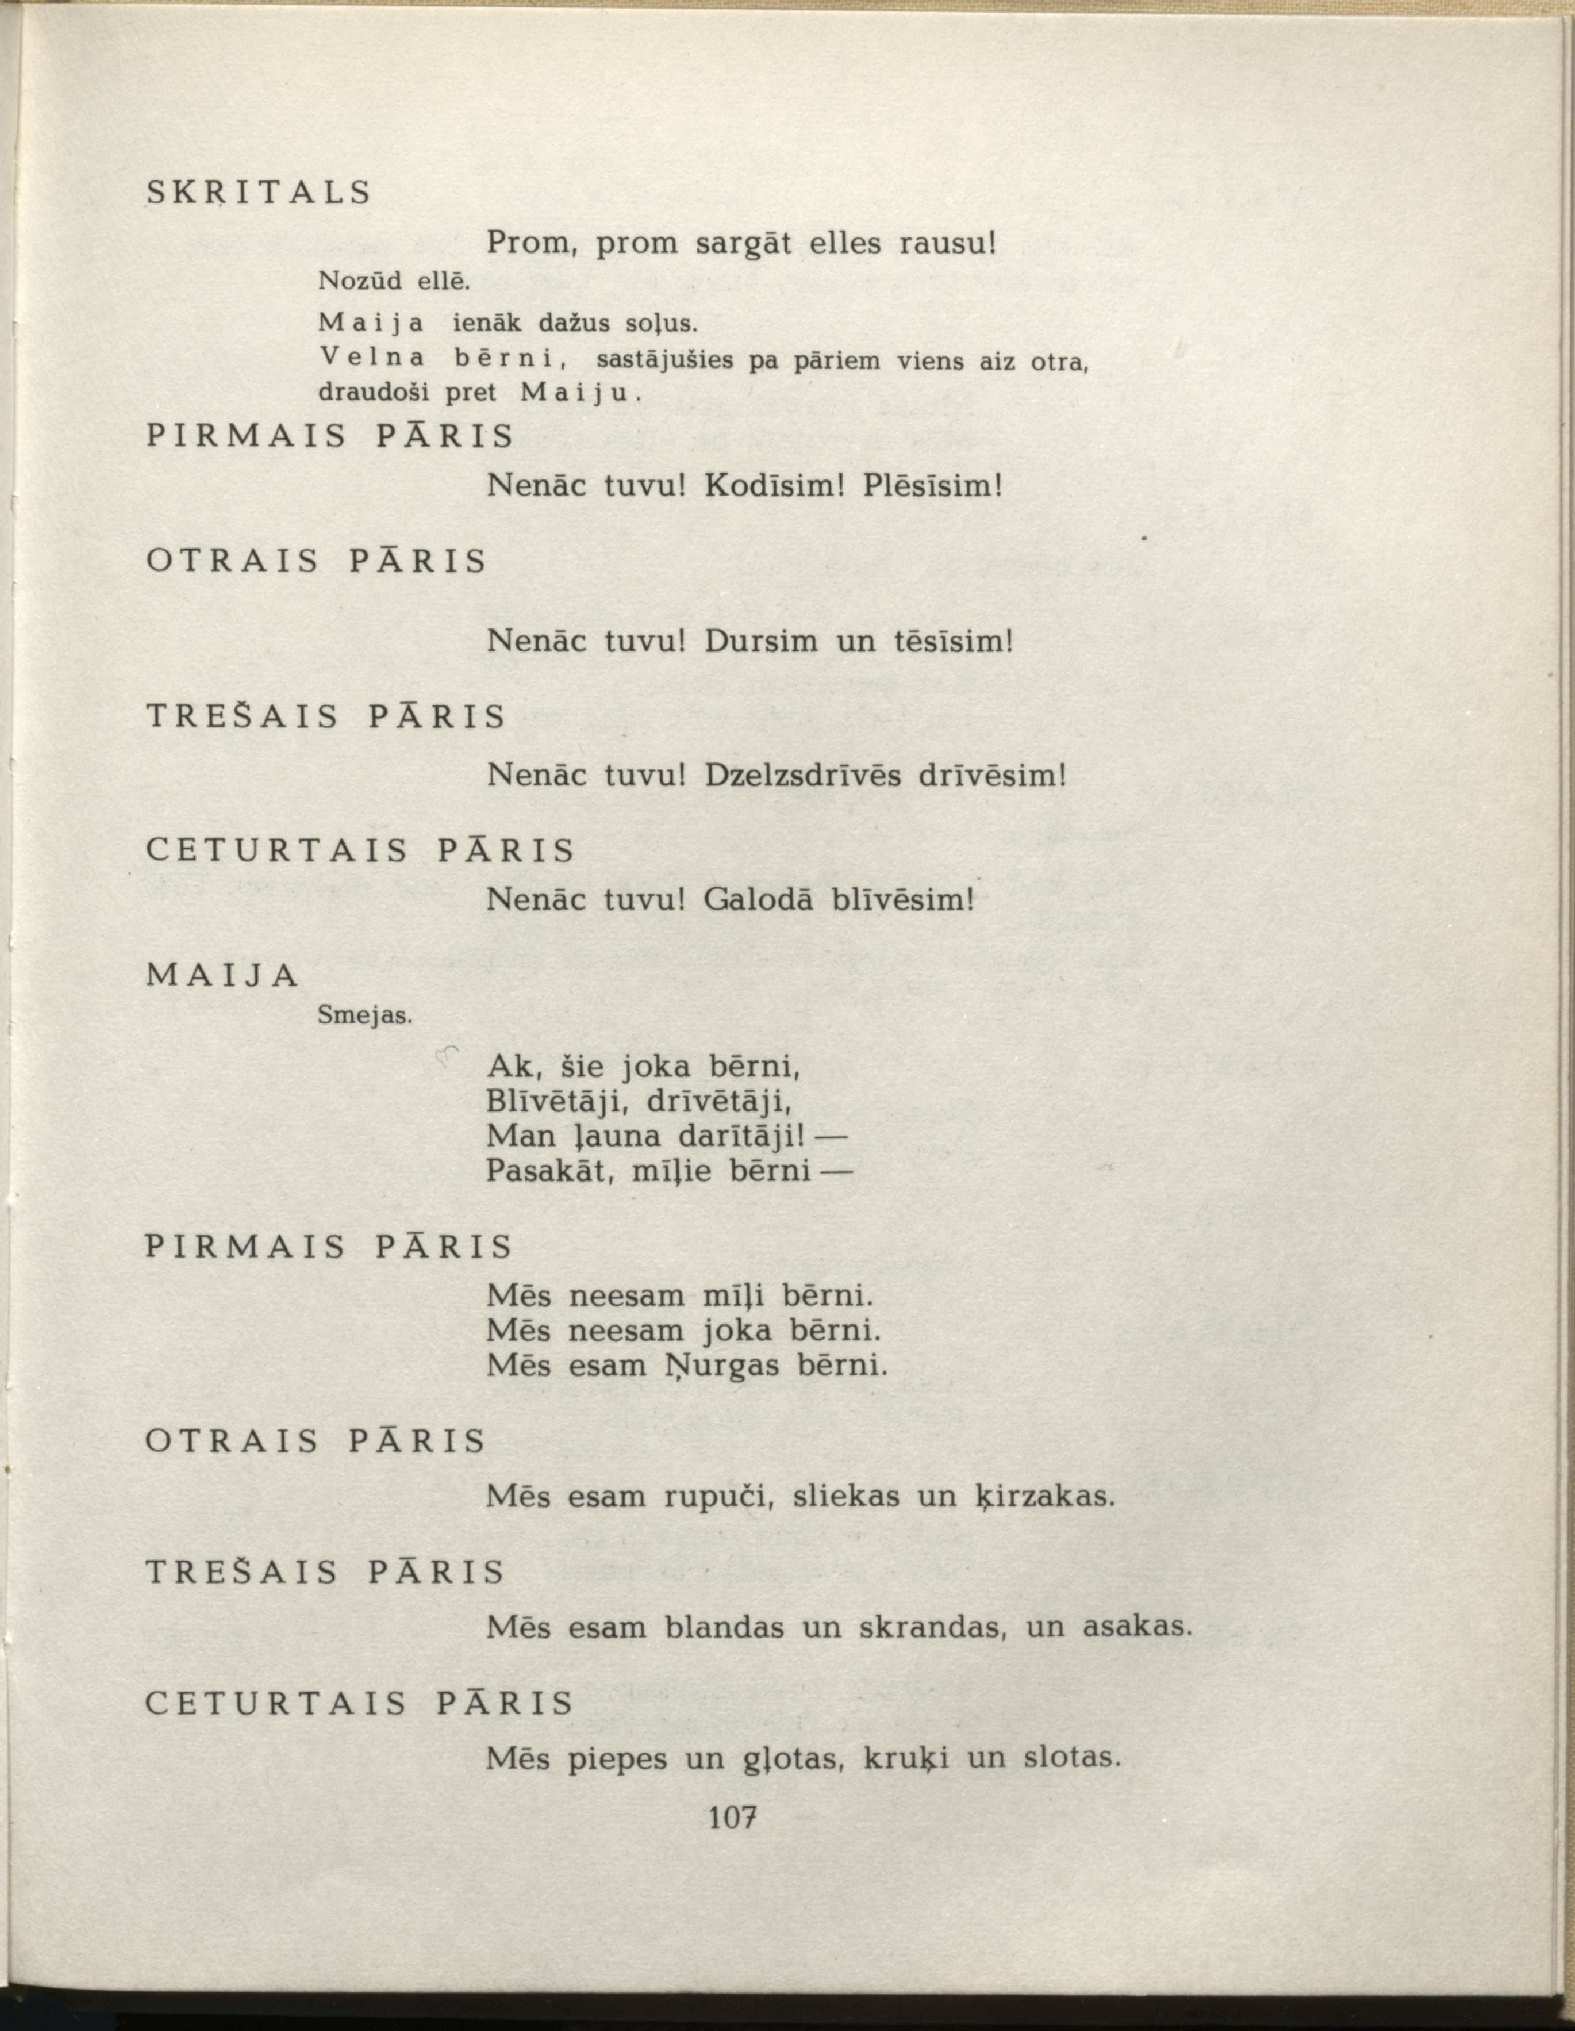 SKRITALS
Prom, prom sargāt elles rausu!
Nozūd ellē.
Maija ienāk dažus soļus.
Velna bērni, sastājušies pa pāriem viens aiz otra,
draudoši pret Maiju.
PIRMAIS PĀRIS
Nenāc tuvu! Kodīsim! Plēsīsim!
OTRAIS PĀRIS
Nenāc tuvu! Dursim un tēsīsim!
TREŠAIS PĀRIS
Nenāc tuvu! Dzelzsdrīvēs drīvēsim!
CETURTAIS PĀRIS
Nenāc tuvu! Galodā blīvēsim!
MAIJA
Smejas.
Ak, šie joka bērni,
Blīvētāji, drīvētāji,
Man ļauna darītāji! —
Pasakāt, mīļie bērni —
PIRMAIS PĀRIS
Mēs neesam mīļi bērni.
Mēs neesam joka bērni.
Mēs esam Ņurgas bērni.
OTRAIS PĀRIS
Mēs esam rupuči, sliekas un ķirzakas.
TREŠAIS PĀRIS
Mēs esam blandas un skrandas, un asakas.
CETURTAIS PĀRIS
Mēs piepes un gļotas, kruķi un slotas.
107